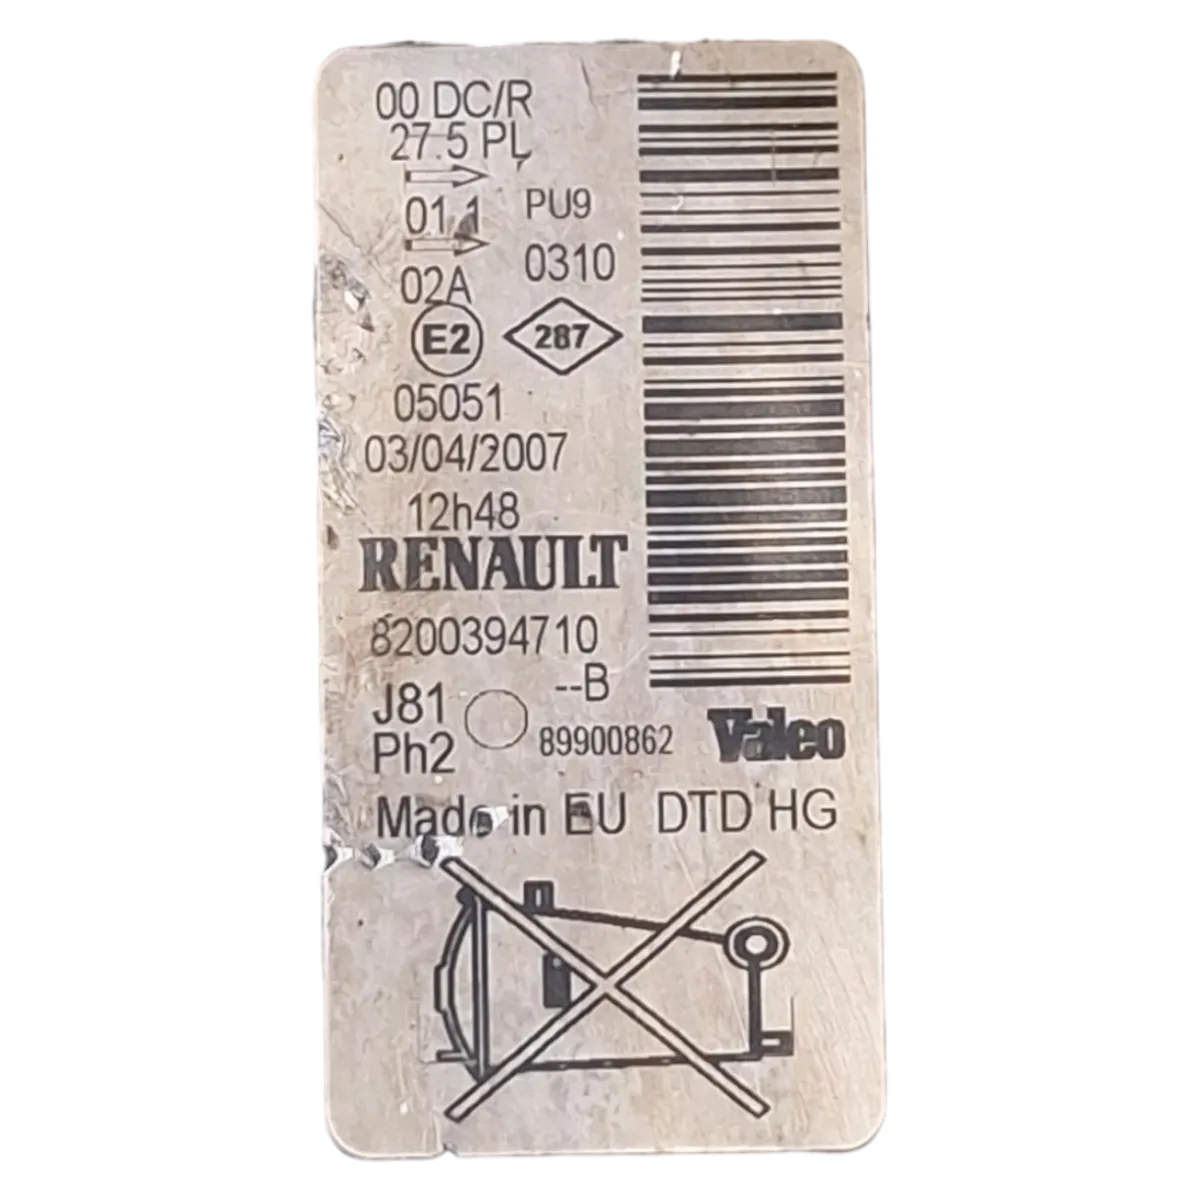 00 DC/R
27.5 PL
01 1 PU9
02A 0310
E2 287
05051
03/04/2007
12h48
RENAULT
8200394710
--B
J81
Ph2 89900862 Valeo
Made in EU DTD HG